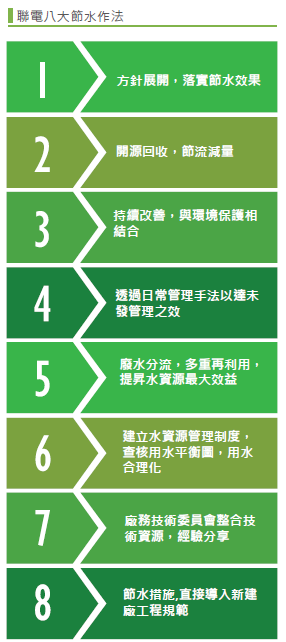 聯電八大節水作法
1
方針展開，落實節水效果
2
開源回收，節流減量
3
持續改善，與環境保護相
結合
4
透過日常管理手法以達未
發管理之效
5
廢水分流，多重再利用，
提昇水資源最大效益
6
建立水資源管理制度，
查核用水平衡圖，用水
合理化
7
廠務技術委員會整合技
術資源，經驗分享
8
節水措施,直接導入新建
廠工程規範